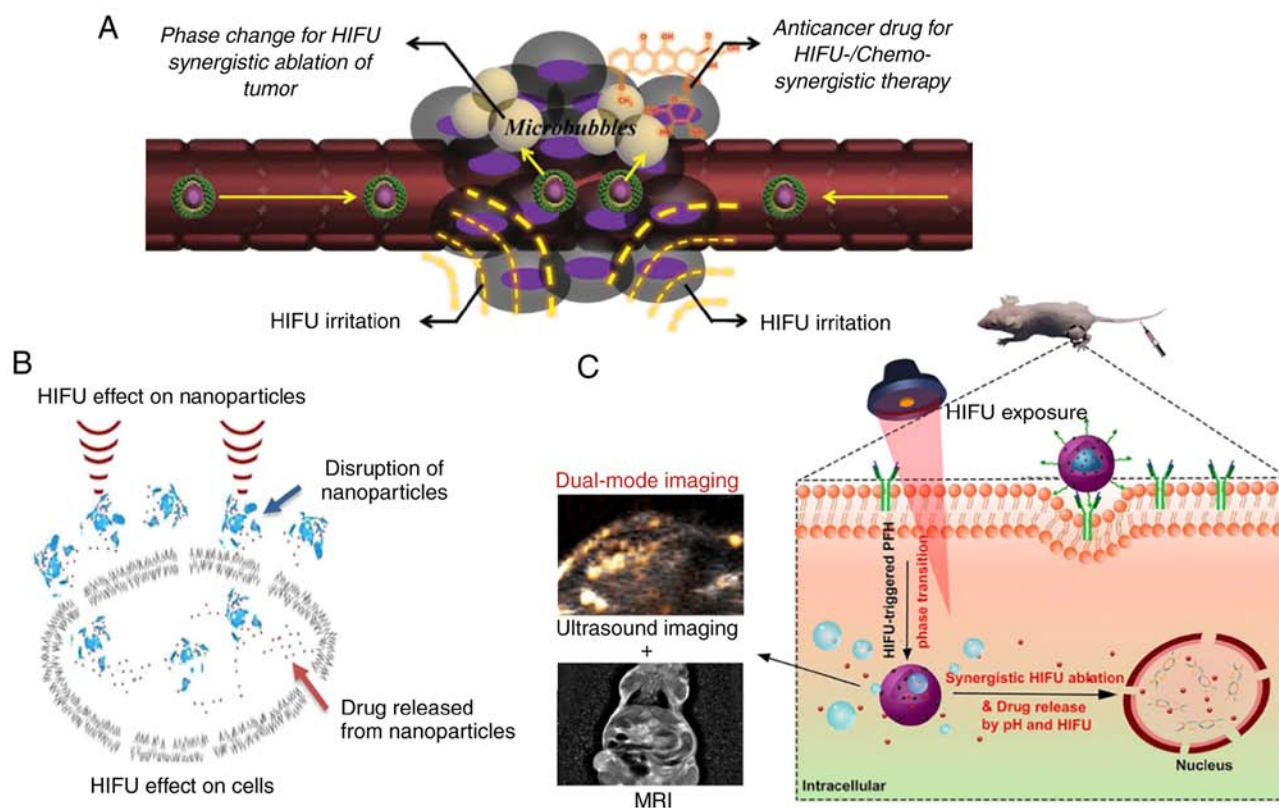 A
Phase change for HIFU
synergistic ablation of
tumor
Anticancer drug for
HIFU-/Chemo-
synergistic therapy
Microbubbles
HIFU irritation
HIFU irritation
B
HIFU effect on nanoparticles
Disruption of
nanoparticles
Drug released
from nanoparticles
HIFU effect on cells
C
HIFU exposure
Dual-mode imaging
Ultrasound imaging
+
MRI
HIFU-triggered PFH
phase transition
Synergistic HIFU ablation
& Drug release
by pH and HIFU
Nucleus
Intracellular